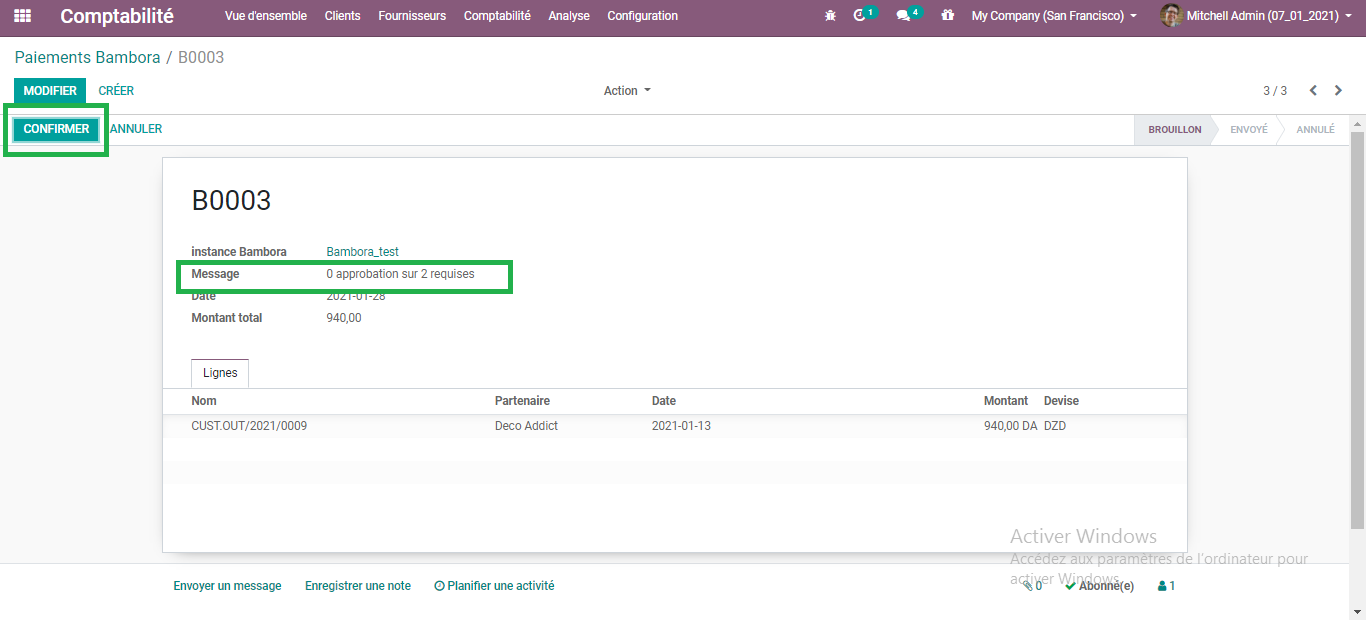 Comptabilité Vue d'ensemble Clients Fournisseurs Comptabilité Analyse Configuration 1 4 My Company (San Francisco) Mitchell Admin (07_01_2021)
Paiements Bambora / B0003
MODIFIER CRÉER Action 3 / 3
CONFIRMER ANNULER BROUILLON ENVOYÉ ANNULÉ
B0003
instance Bambora Bambora_test
Message 0 approbation sur 2 requises
Date 2021-01-28
Montant total 940,00
Lignes
Nom Partenaire Date Montant Devise
CUST.OUT/2021/0009 Deco Addict 2021-01-13 940,00 DA DZD
Activer Windows
Accédez aux paramètres de l'ordinateur pour
activer Windows.
Envoyer un message Enregistrer une note Planifier une activité 0 Abonné(e) 1